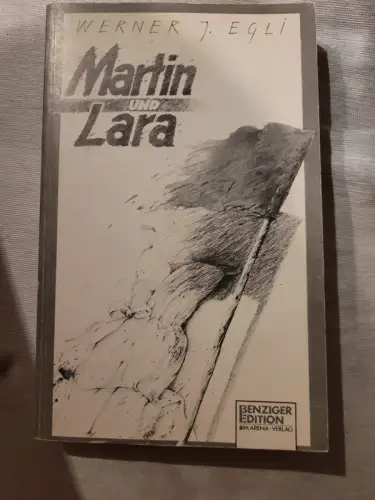 WERNER J. EGLI
Martin
UND
Lara
BENZIGER
EDITION
IM ARENA-VERLAG